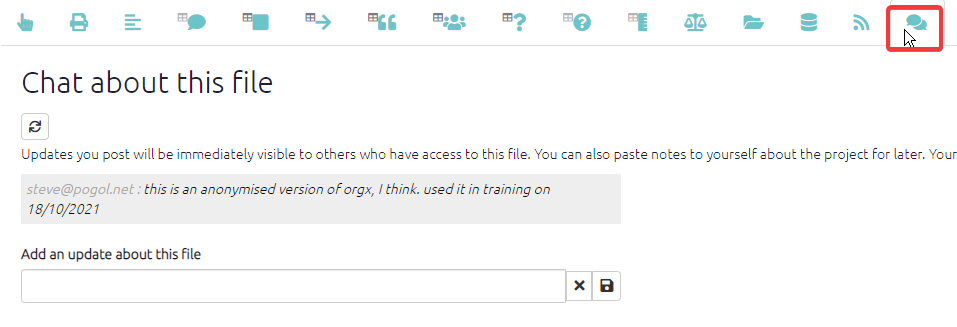 Chat about this file
Updates you post will be immediately visible to others who have access to this file. You can also paste notes to yourself about the project for later. Your
steve@pogol.net : this is an anonymised version of orgx, I think. used it in training on
18/10/2021
Add an update about this file